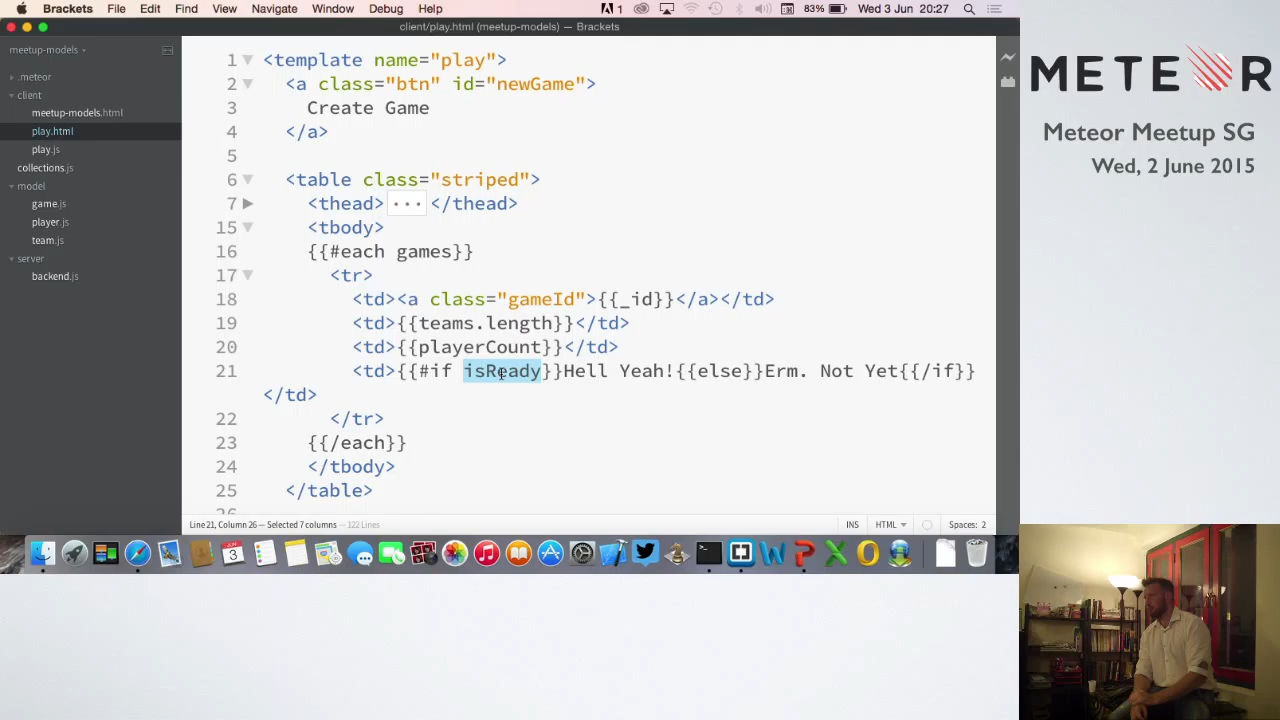 Brackets File Edit View Navigate Window Debug Help 1 83% Wed 3 Jun 20:27
client/play.html (meetup-models) — Brackets
meetup-models
.meteor
client
meetup-models.html
play.html
play.js
collections.js
model
game.js
player.js
team.js
server
backend.js
1 <template name="play">
2 <a class="btn" id="newGame">
3 Create Game
4 </a>
5
6 <table class="striped">
7 <thead>...</thead>
15 <tbody>
16 {{#each games}}
17 <tr>
18 <td><a class="gameId">{{_id}}</a></td>
19 <td>{{teams.length}}</td>
20 <td>{{playerCount}}</td>
21 <td>{{#if isReady}}Hell Yeah!{{else}}Erm. Not Yet{{/if}}
</td>
22 </tr>
23 {{/each}}
24 </tbody>
25 </table>
Line 21, Column 26 — Selected 7 columns — 122 Lines
INS HTML Spaces: 2
JUN
3
METEOR
Meteor Meetup SG
Wed, 2 June 2015